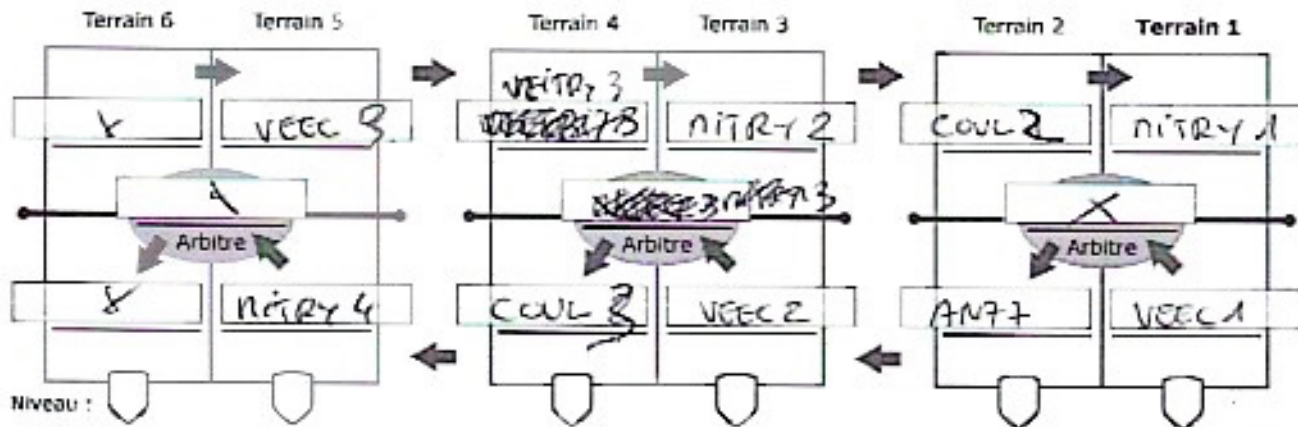 Terrain 6 Terrain 5 Terrain 4 Terrain 3 Terrain 2 Terrain 1
VEITRY 3
X VEEC 3 NITRY 2 COUL 2 NITRY 1
X X
Arbitre Arbitre Arbitre
X NITRY 4 COUL 3 VEEC 2 AN77 VEEC 1
Niveau :